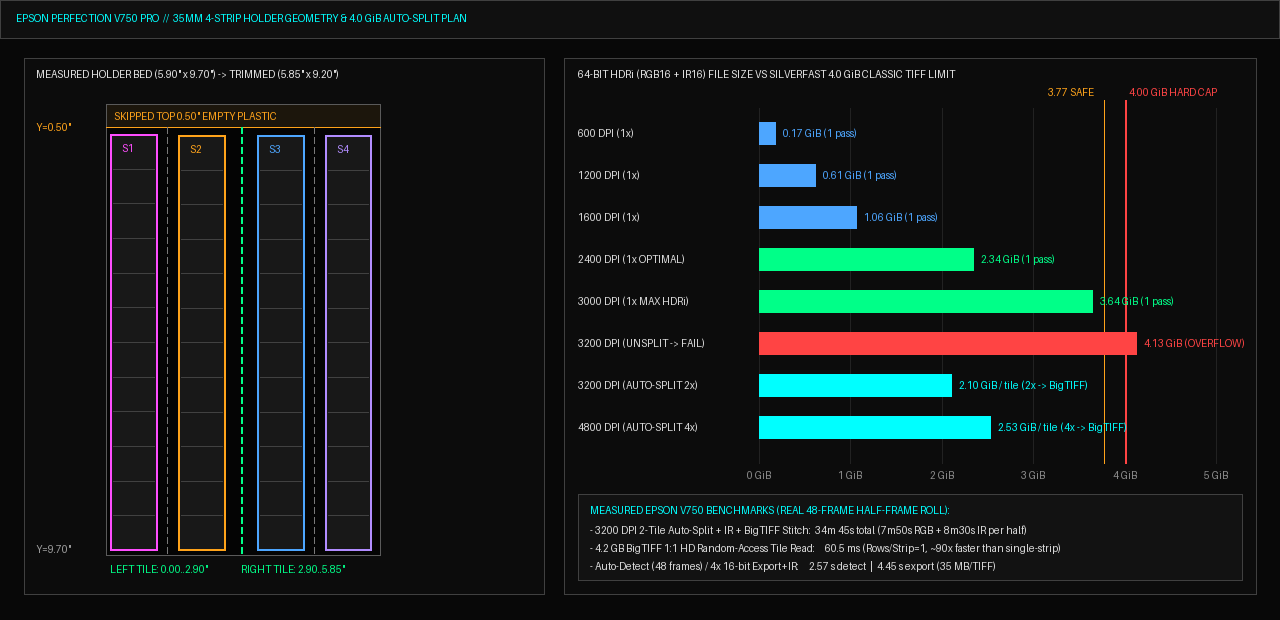 EPSON PERFECTION V750 PRO // 35MM 4-STRIP HOLDER GEOMETRY & 4.0 GiB AUTO-SPLIT PLAN
MEASURED HOLDER BED (5.90" x 9.70") -> TRIMMED (5.85" x 9.20")
SKIPPED TOP 0.50" EMPTY PLASTIC
Y=0.50"
S1
S2
S3
S4
Y=9.70"
LEFT TILE: 0.00..2.90"
RIGHT TILE: 2.90..5.85"
64-BIT HDRi (RGB16 + IR16) FILE SIZE VS SILVERFAST 4.0 GiB CLASSIC TIFF LIMIT
3.77 SAFE
4.00 GiB HARD CAP
600 DPI (1x)
0.17 GiB (1 pass)
1200 DPI (1x)
0.61 GiB (1 pass)
1600 DPI (1x)
1.06 GiB (1 pass)
2400 DPI (1x OPTIMAL)
2.34 GiB (1 pass)
3000 DPI (1x MAX HDRi)
3.64 GiB (1 pass)
3200 DPI (UNSPLIT -> FAIL)
4.13 GiB (OVERFLOW)
3200 DPI (AUTO-SPLIT 2x)
2.10 GiB / tile (2x -> BigTIFF)
4800 DPI (AUTO-SPLIT 4x)
2.53 GiB / tile (4x -> BigTIFF)
0 GiB
1 GiB
2 GiB
3 GiB
4 GiB
5 GiB
MEASURED EPSON V750 BENCHMARKS (REAL 48-FRAME HALF-FRAME ROLL):
- 3200 DPI 2-Tile Auto-Split + IR + BigTIFF Stitch: 34m 45s total (7m50s RGB + 8m30s IR per half)
- 4.2 GB BigTIFF 1:1 HD Random-Access Tile Read: 60.5 ms (Rows/Strip=1, ~90x faster than single-strip)
- Auto-Detect (48 frames) / 4x 16-bit Export+IR: 2.57 s detect | 4.45 s export (35 MB/TIFF)